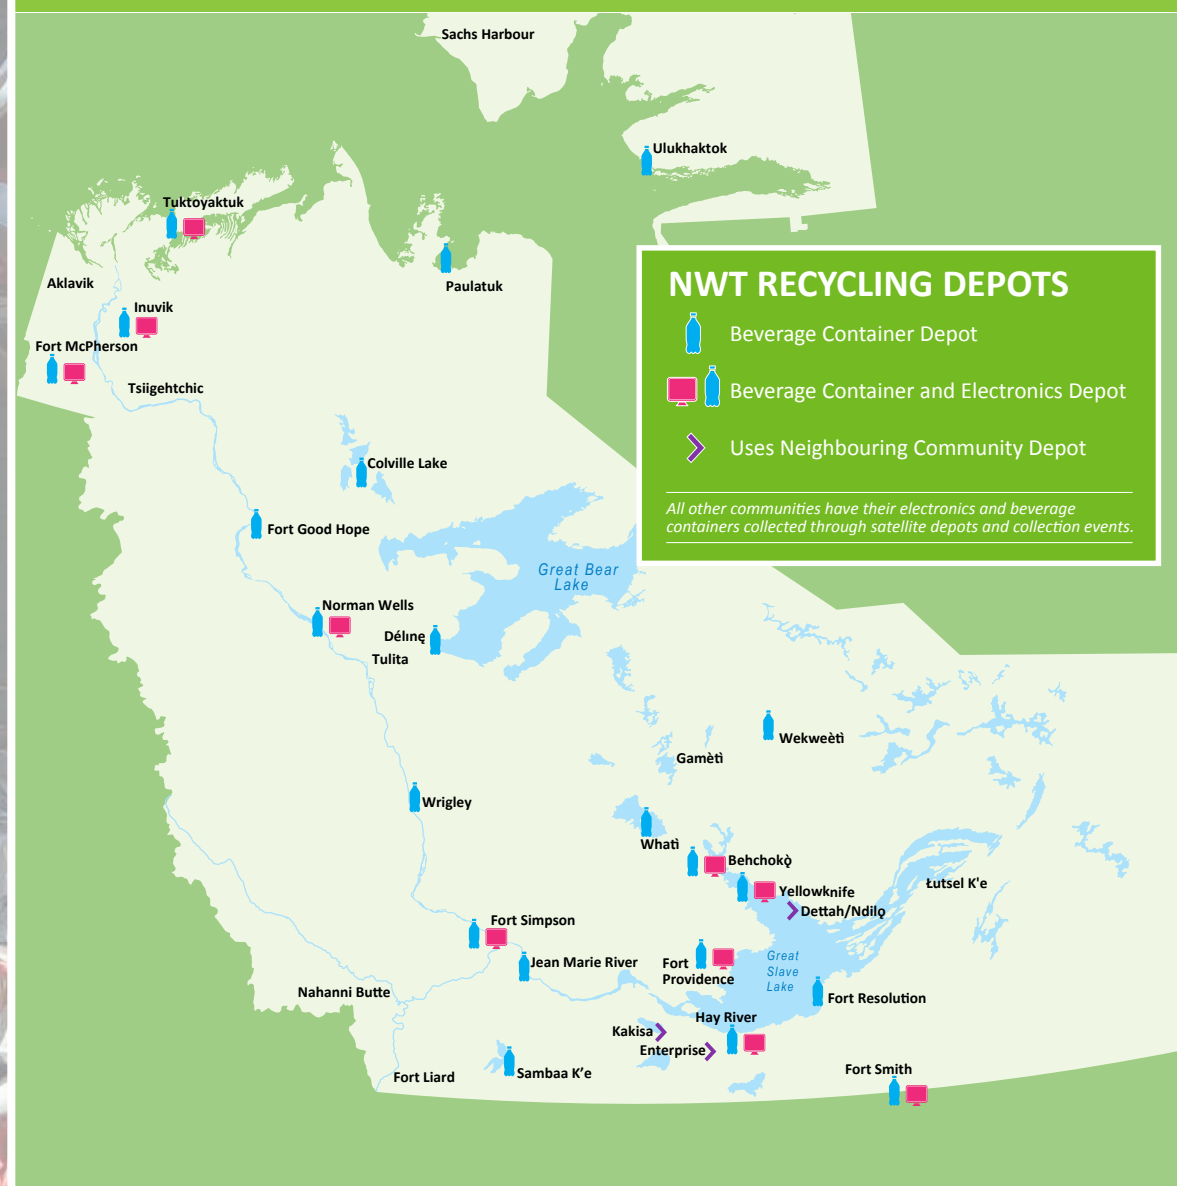 Sachs Harbour
Ulukhaktok
Tuktoyaktuk
Aklavik
Paulatuk
Inuvik
Fort McPherson
Tsiigehtchic
NWT RECYCLING DEPOTS
Beverage Container Depot
Beverage Container and Electronics Depot
Uses Neighbouring Community Depot
All other communities have their electronics and beverage
containers collected through satellite depots and collection events.
Colville Lake
Fort Good Hope
Great Bear
Lake
Norman Wells
Délı̨nę
Tulita
Wekweètì
Gamètì
Wrigley
Whatì
Behchokǫ̀
Yellowknife
Łutsel K'e
Dettah/Ndilǫ
Fort Simpson
Jean Marie River
Fort
Providence
Great
Slave
Lake
Nahanni Butte
Fort Resolution
Hay River
Kakisa
Enterprise
Fort Liard
Sambaa K’e
Fort Smith